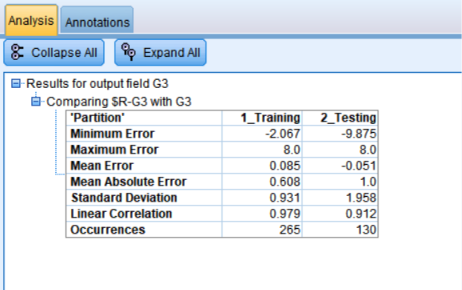 Analysis Annotations
Collapse All Expand All
Results for output field G3
Comparing $R-G3 with G3
'Partition' 1_Training 2_Testing
Minimum Error -2.067 -9.875
Maximum Error 8.0 8.0
Mean Error 0.085 -0.051
Mean Absolute Error 0.608 1.0
Standard Deviation 0.931 1.958
Linear Correlation 0.979 0.912
Occurrences 265 130